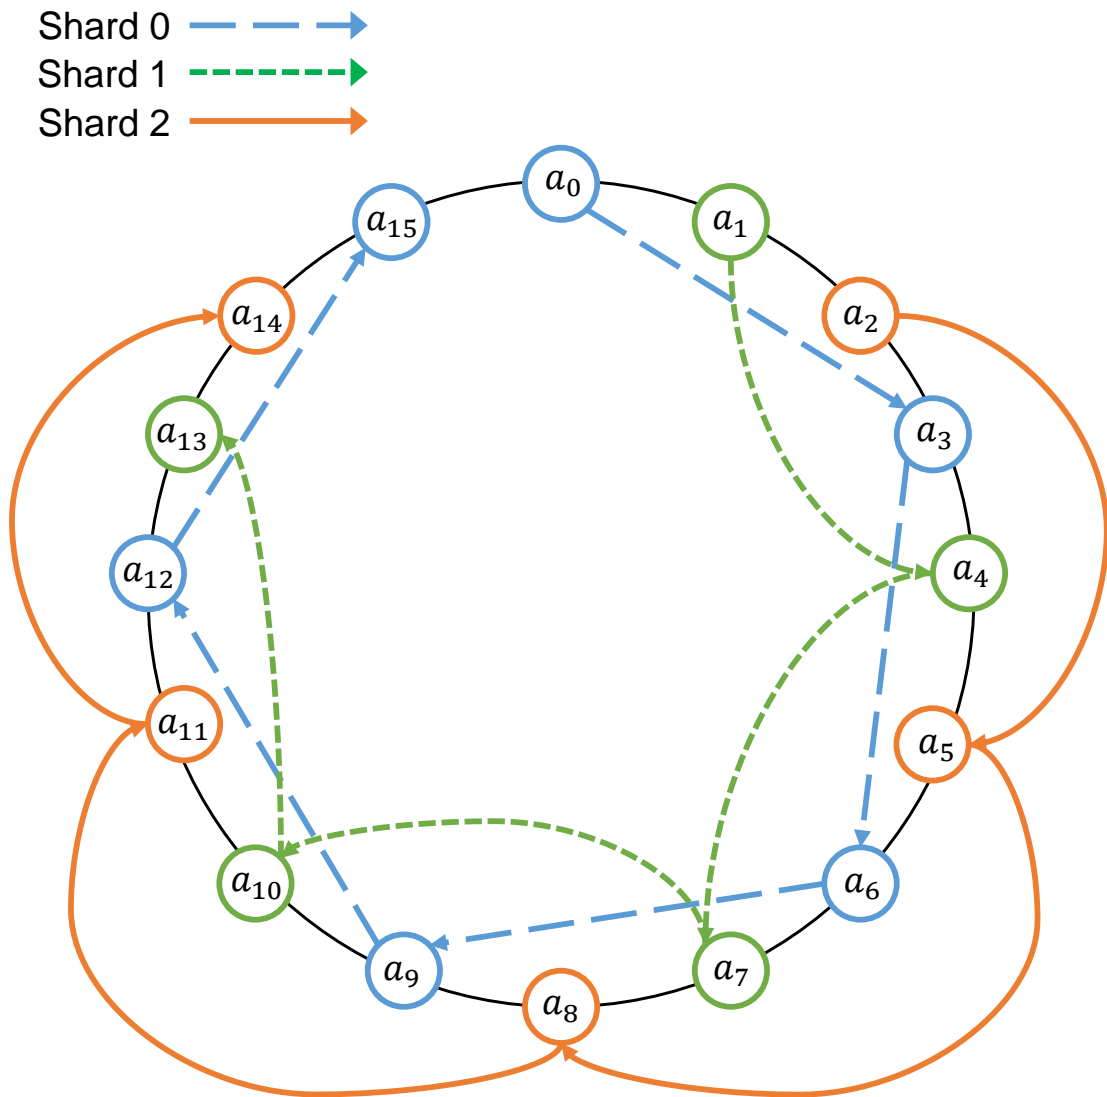 Shard 0
Shard 1
Shard 2
a₀
a₁
a₂
a₃
a₄
a₅
a₆
a₇
a₈
a₉
a₁₀
a₁₁
a₁₂
a₁₃
a₁₄
a₁₅